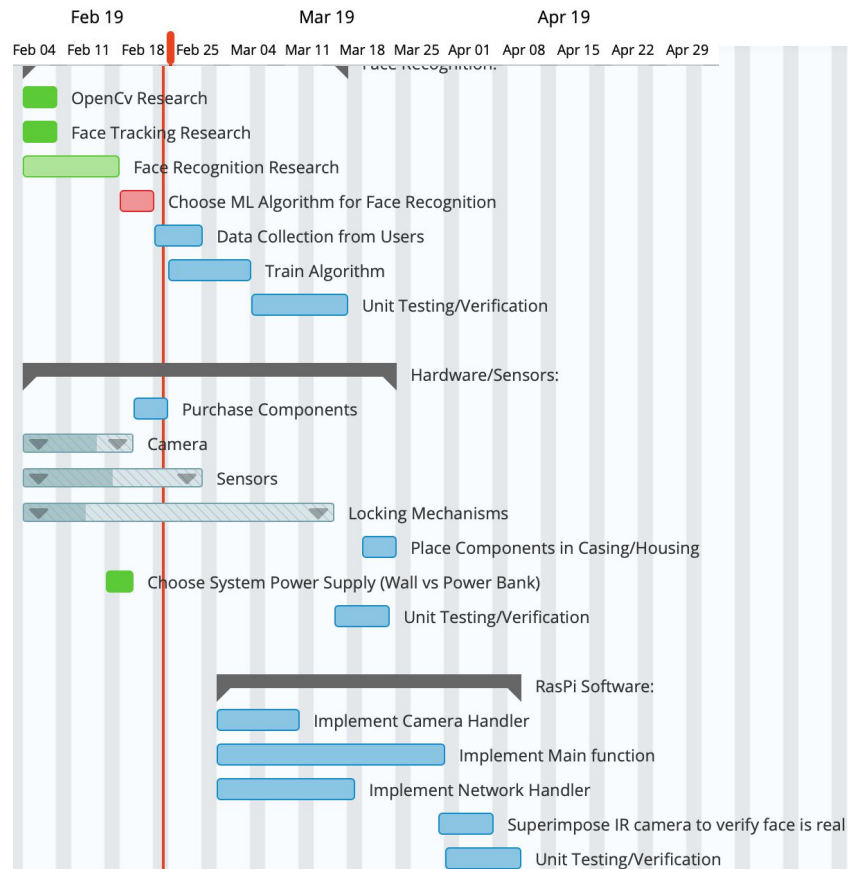 Feb 19 Mar 19 Apr 19
Feb 04 Feb 11 Feb 18 Feb 25 Mar 04 Mar 11 Mar 18 Mar 25 Apr 01 Apr 08 Apr 15 Apr 22 Apr 29
Face Recognition:
OpenCv Research
Face Tracking Research
Face Recognition Research
Choose ML Algorithm for Face Recognition
Data Collection from Users
Train Algorithm
Unit Testing/Verification
Hardware/Sensors:
Purchase Components
Camera
Sensors
Locking Mechanisms
Place Components in Casing/Housing
Choose System Power Supply (Wall vs Power Bank)
Unit Testing/Verification
RasPi Software:
Implement Camera Handler
Implement Main function
Implement Network Handler
Superimpose IR camera to verify face is real
Unit Testing/Verification